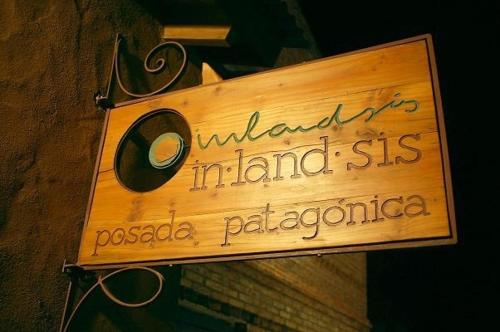 inlandsis
in·land·sis
posada patagónica